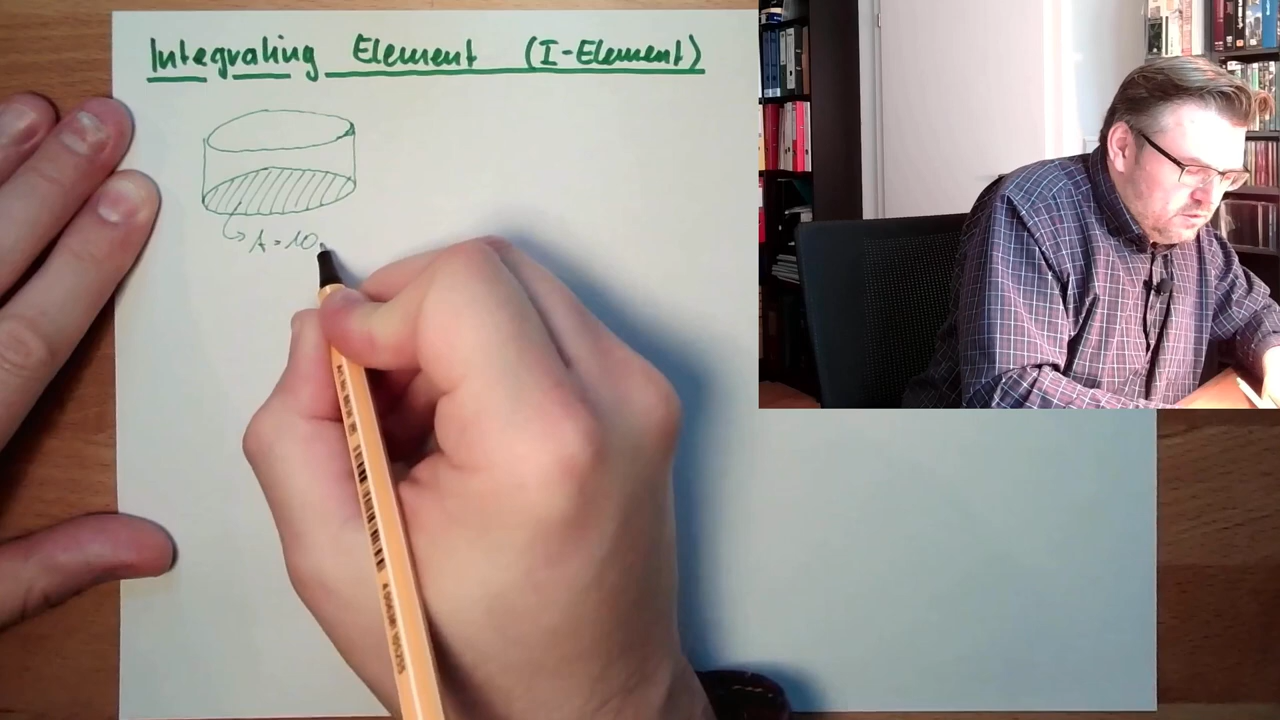 Integrating Element (I-Element)
A = 10